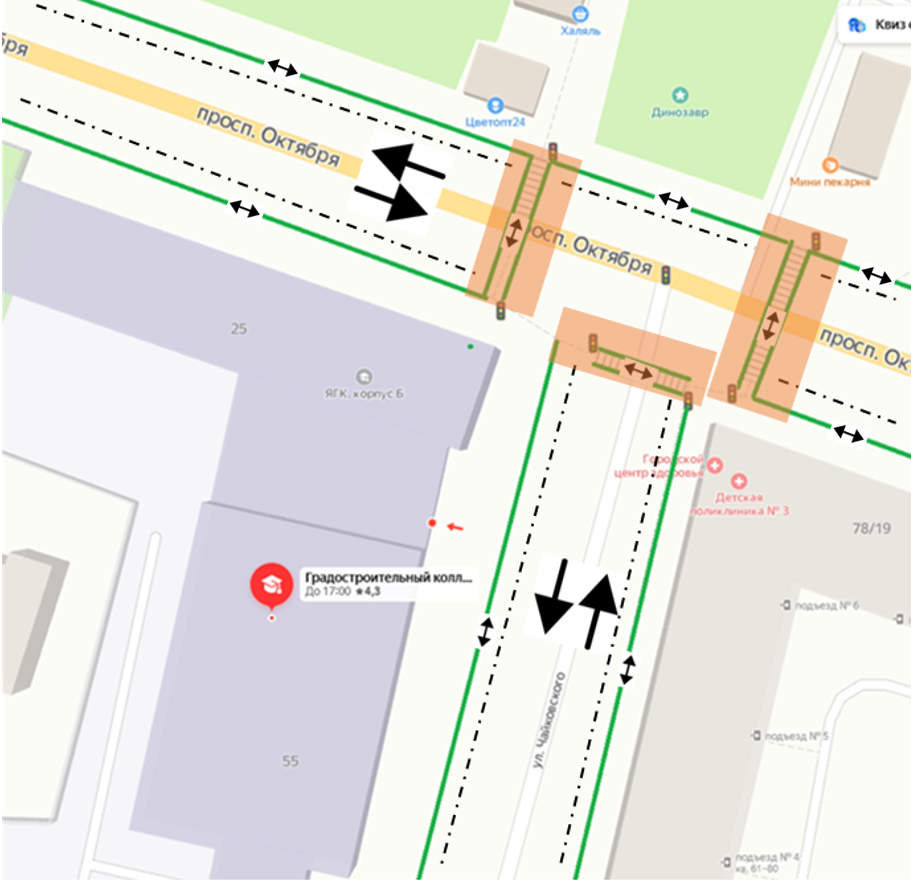 Халяль
Квиз
ря
просп. Октября
Цветопт24
Динозавр
Мини пекарня
осп. Октября
просп. Ок
25
ЯГК. корпус Б
Городской
центр здоровья
Детская
поликлиника № 3
78/19
Градостроительный колл...
До 17:00 ★4,3
подъезд № 6
ул. Чайковского
подъезд № 5
55
подъезд № 4
кв. 61–80